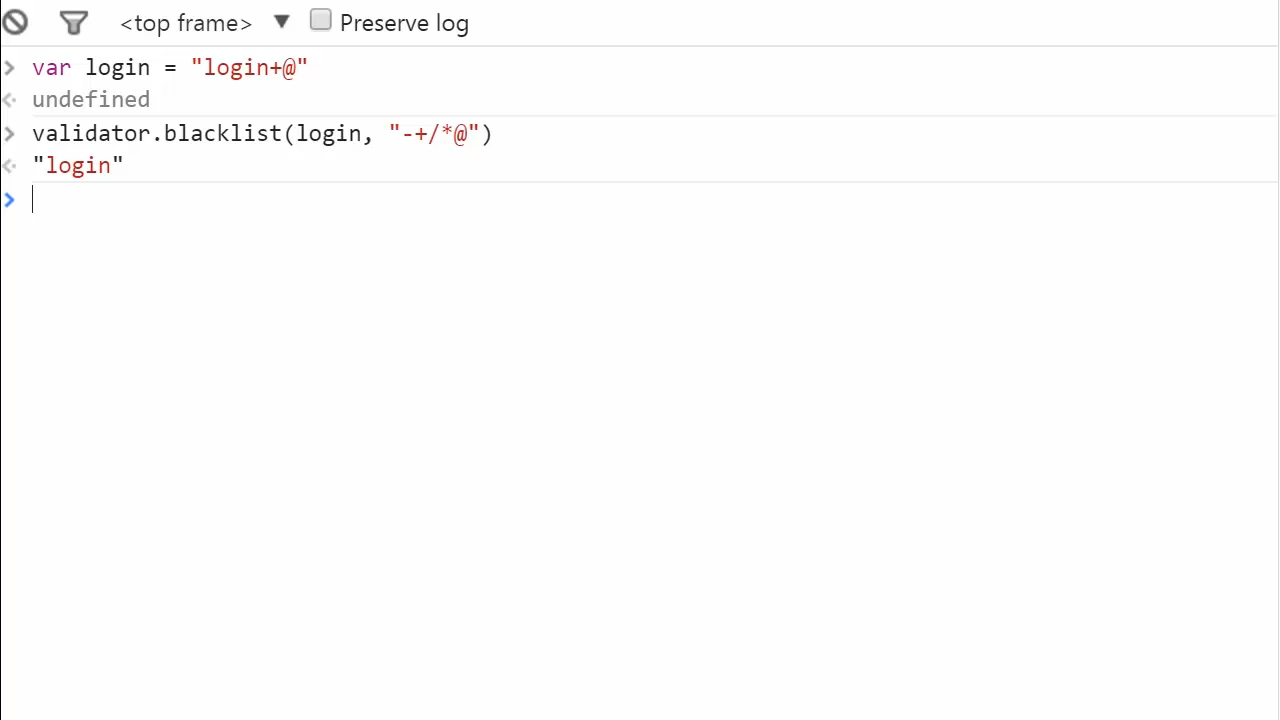 <top frame> ▼ Preserve log
> var login = "login+@"
undefined
> validator.blacklist(login, "-+/*@")
"login"
>